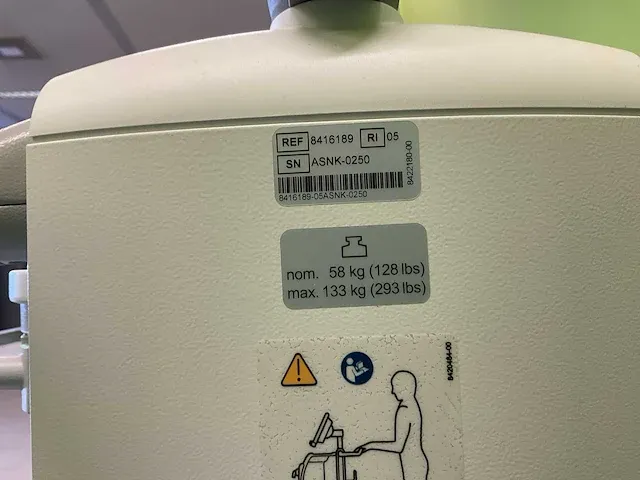 REF 8416189 RI 05
SN ASNK-0250
8416189-05ASNK-0250
8422180-00
nom. 58 kg (128 lbs)
max. 133 kg (293 lbs)
8420484-00